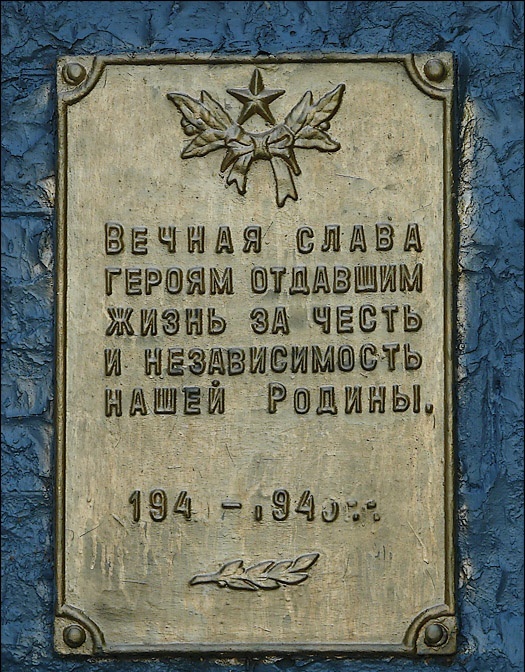 Вечная слава
героям отдавшим
жизнь за честь
и независимость
нашей Родины.
194 - 194